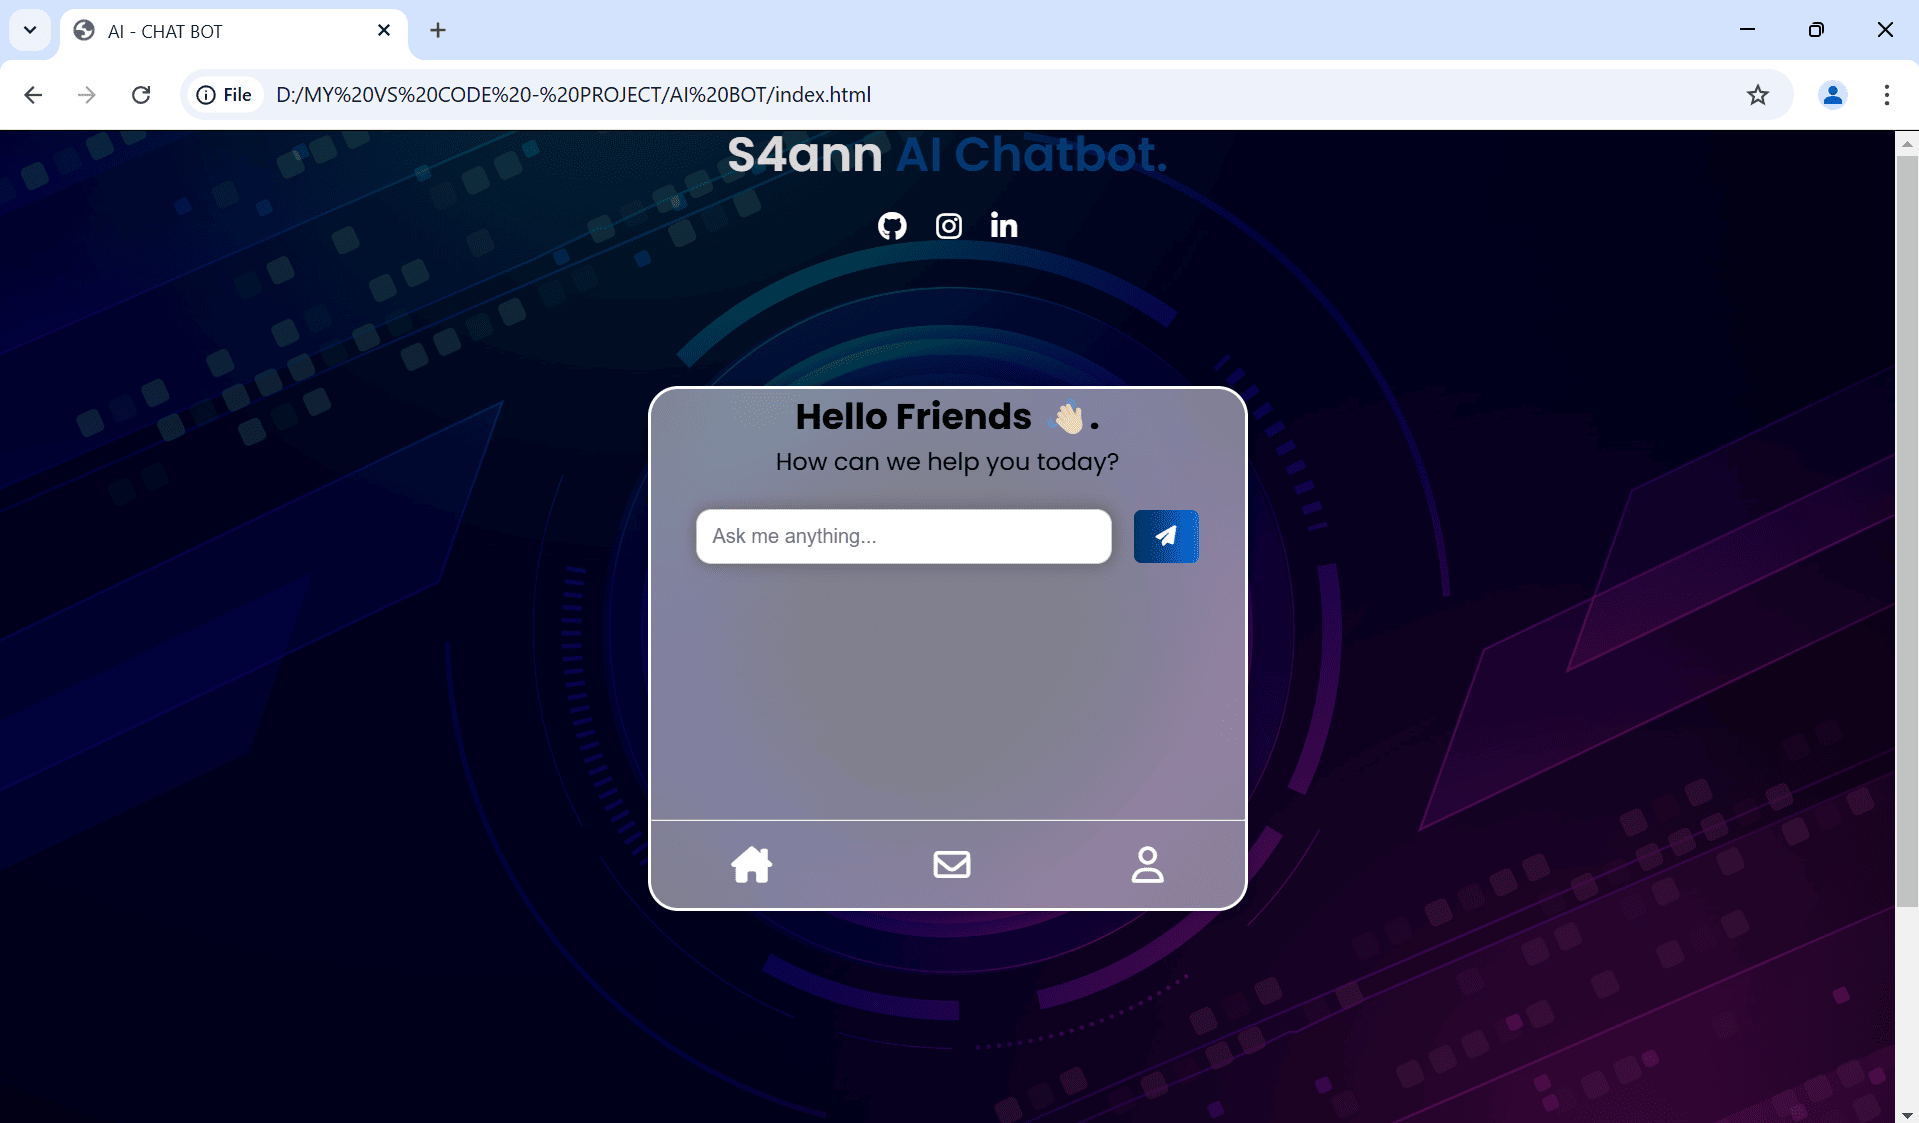 AI - CHAT BOT
File D:/MY%20VS%20CODE%20-%20PROJECT/AI%20BOT/index.html
S4ann AI Chatbot.
in
Hello Friends 👋🏻.
How can we help you today?
Ask me anything...